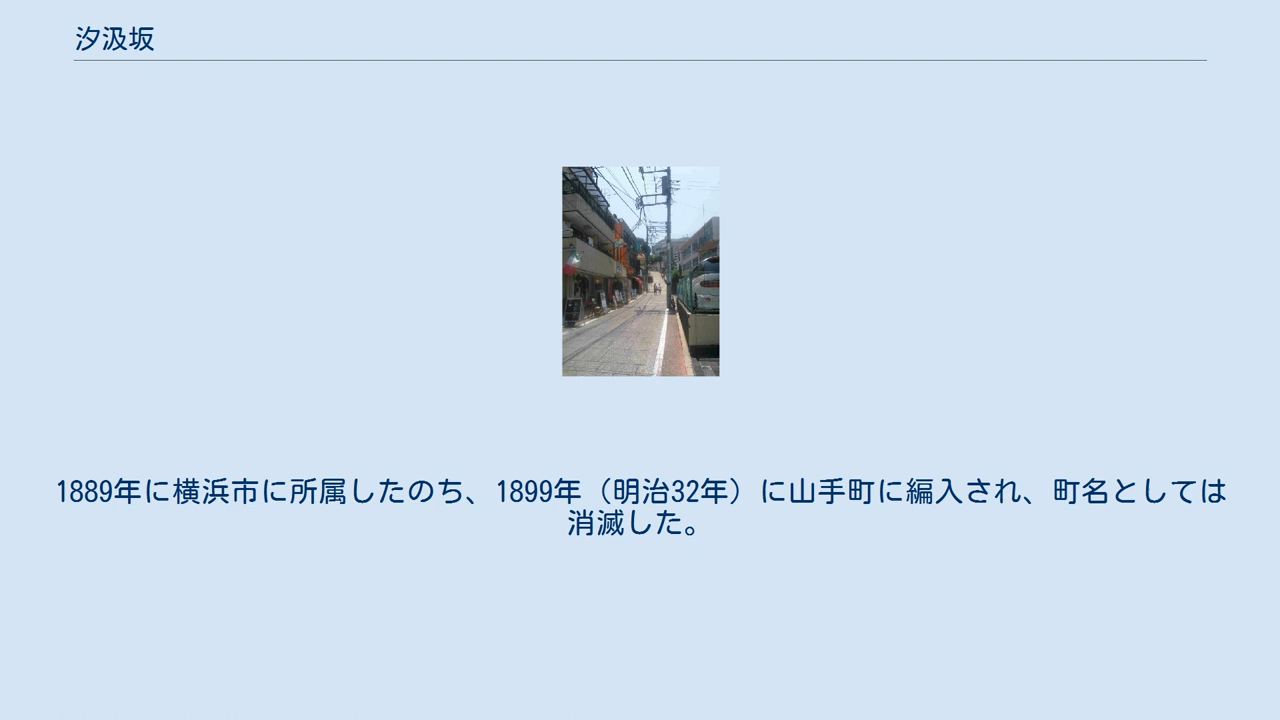 汐汲坂
1889年に横浜市に所属したのち、1899年（明治32年）に山手町に編入され、町名としては
消滅した。